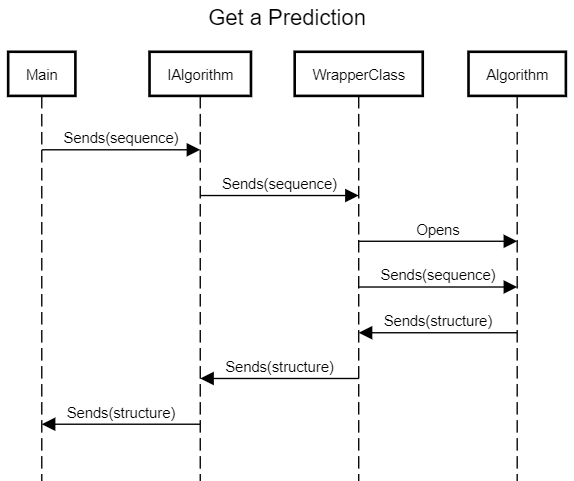 Get a Prediction
Main
IAlgorithm
WrapperClass
Algorithm
Sends(sequence)
Sends(sequence)
Opens
Sends(sequence)
Sends(structure)
Sends(structure)
Sends(structure)